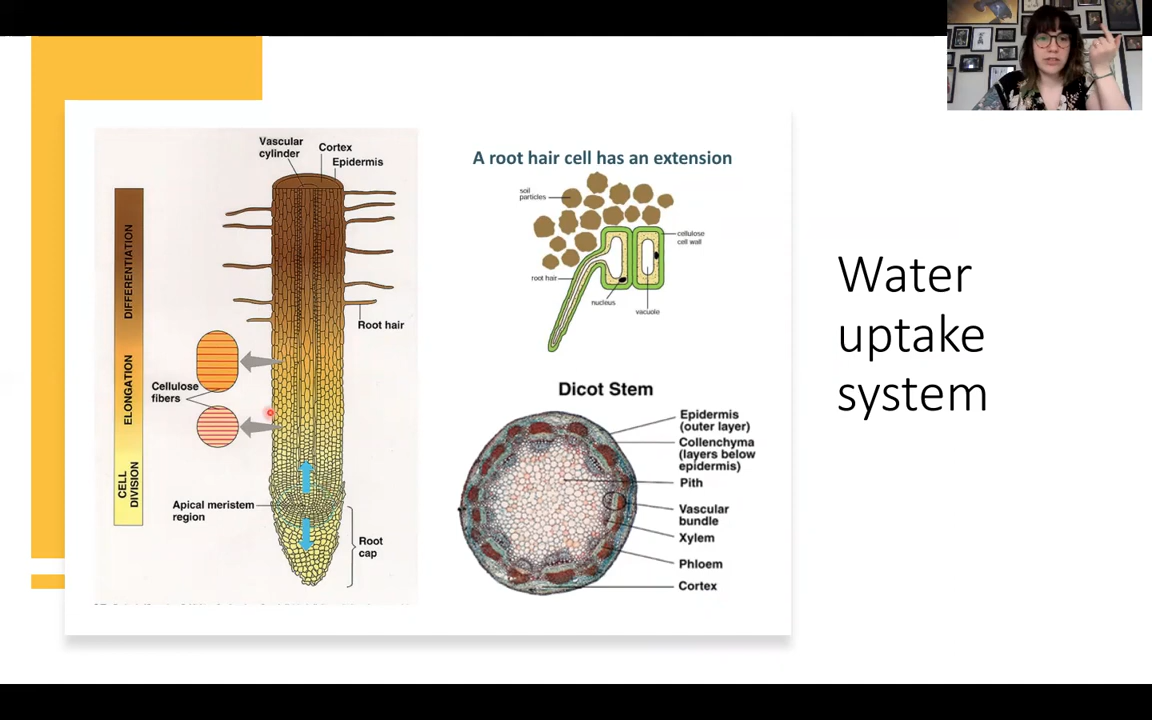 Vascular
cylinder
Cortex
Epidermis
DIFFERENTIATION
ELONGATION
CELL
DIVISION
Root hair
Cellulose
fibers
Apical meristem
region
Root
cap
A root hair cell has an extension
soil
particles
cellulose
cell wall
root hair
nucleus
vacuole
Dicot Stem
Epidermis
(outer layer)
Collenchyma
(layers below
epidermis)
Pith
Vascular
bundle
Xylem
Phloem
Cortex
Water
uptake
system